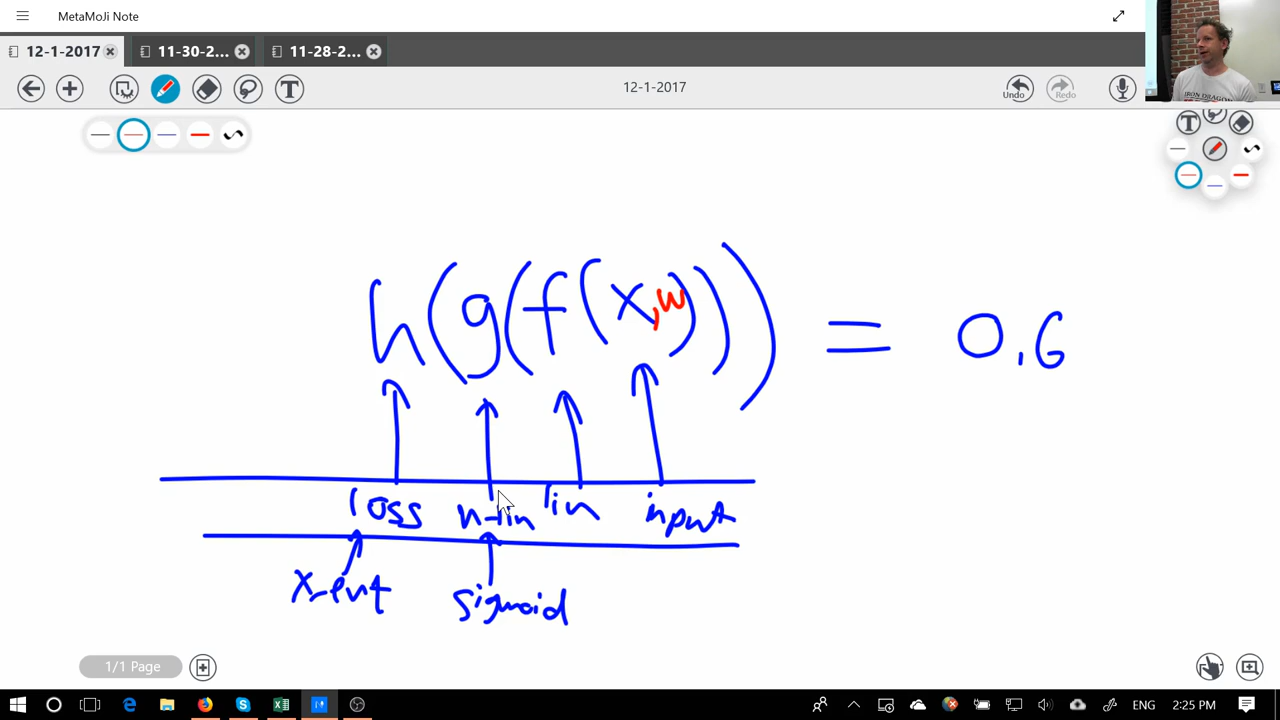 MetaMoJi Note
12-1-2017 11-30-2... 11-28-2...
12-1-2017
Undo Redo
IRON DRAGON
h(g(f(x,w))) = 0.6
loss n-lin lin input
x-ent sigmoid
1/1 Page
ENG 2:25 PM